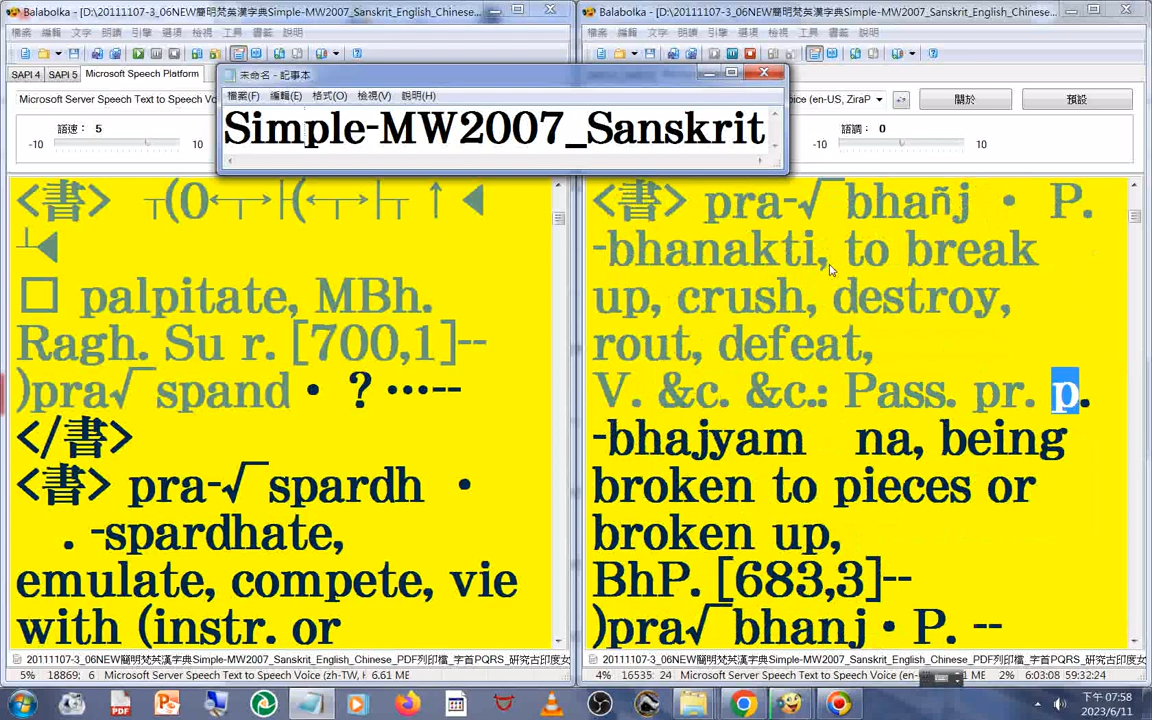 Balabolka - [D:\20111107-3_06NEW簡明梵英漢字典Simple-MW2007_Sanskrit_English_Chinese...
檔案 編輯 文字 朗讀 引擎 選項 檢視 工具 書籤 說明
SAPI 4 SAPI 5 Microsoft Speech Platform
Microsoft Server Speech Text to Speech Voi
語速： 5
-10 10
<書> ┬(0←┬→├(←┬→├┬ ↑ ◀
┴◀
□ palpitate, MBh.
Ragh. Su r. [700,1]--
)pra√ spand • ? •••--
</書>
<書> pra-√ spardh •
. -spardhate,
emulate, compete, vie
with (instr. or
20111107-3_06NEW簡明梵英漢字典Simple-MW2007_Sanskrit_English_Chinese_PDF列印檔_字首PQRS_研究古印度女
5% 18869; 6 Microsoft Server Speech Text to Speech Voice (zh-TW, 6.61 ME
未命名 - 記事本
檔案(F) 編輯(E) 格式(O) 檢視(V) 說明(H)
Simple-MW2007_Sanskrit
Balabolka - [D:\20111107-3_06NEW簡明梵英漢字典Simple-MW2007_Sanskrit_English_Chinese...
檔案 編輯 文字 朗讀 引擎 選項 檢視 工具 書籤 說明
ice (en-US, ZiraP 關於 預設
語調： 0
-10 10
<書> pra-√ bhañj • P.
-bhanakti, to break
up, crush, destroy,
rout, defeat,
V. &c. &c.: Pass. pr. p.
-bhajyam na, being
broken to pieces or
broken up,
BhP. [683,3]--
)pra√ bhanj • P. --
20111107-3_06NEW簡明梵英漢字典Simple-MW2007_Sanskrit_English_Chinese_PDF列印檔_字首PQRS_研究古印度女
4% 16535: 24 Microsoft Server Speech Text to Speech Voice (en-US, 2% 6:03:08 59:32:24
下午 07:58
2023/6/11